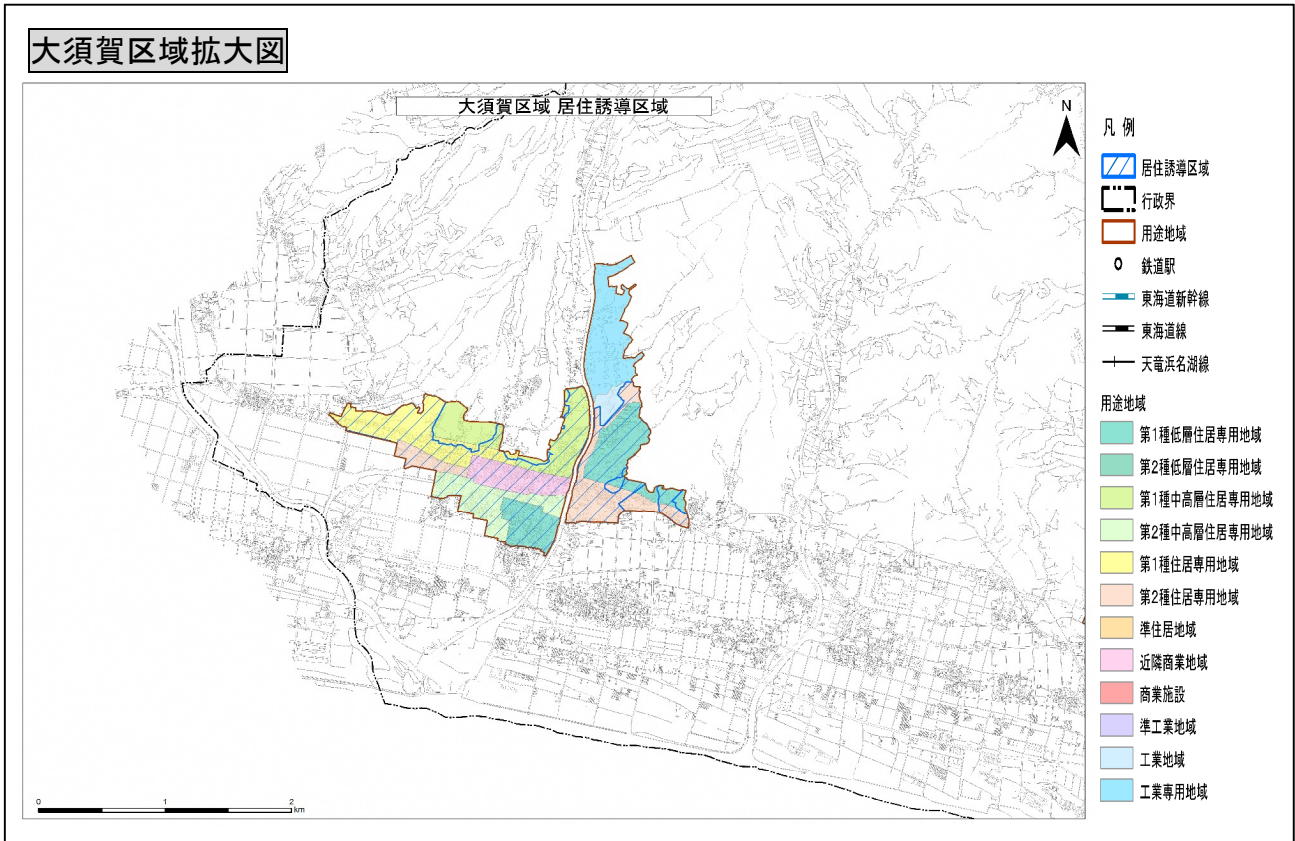 大須賀区域拡大図
大須賀区域 居住誘導区域
N
凡 例
居住誘導区域
行政界
用途地域
鉄道駅
東海道新幹線
東海道線
天竜浜名湖線
用途地域
第1種低層住居専用地域
第2種低層住居専用地域
第1種中高層住居専用地域
第2種中高層住居専用地域
第1種住居専用地域
第2種住居専用地域
準住居地域
近隣商業地域
商業施設
準工業地域
工業地域
工業専用地域
0 1 2
km